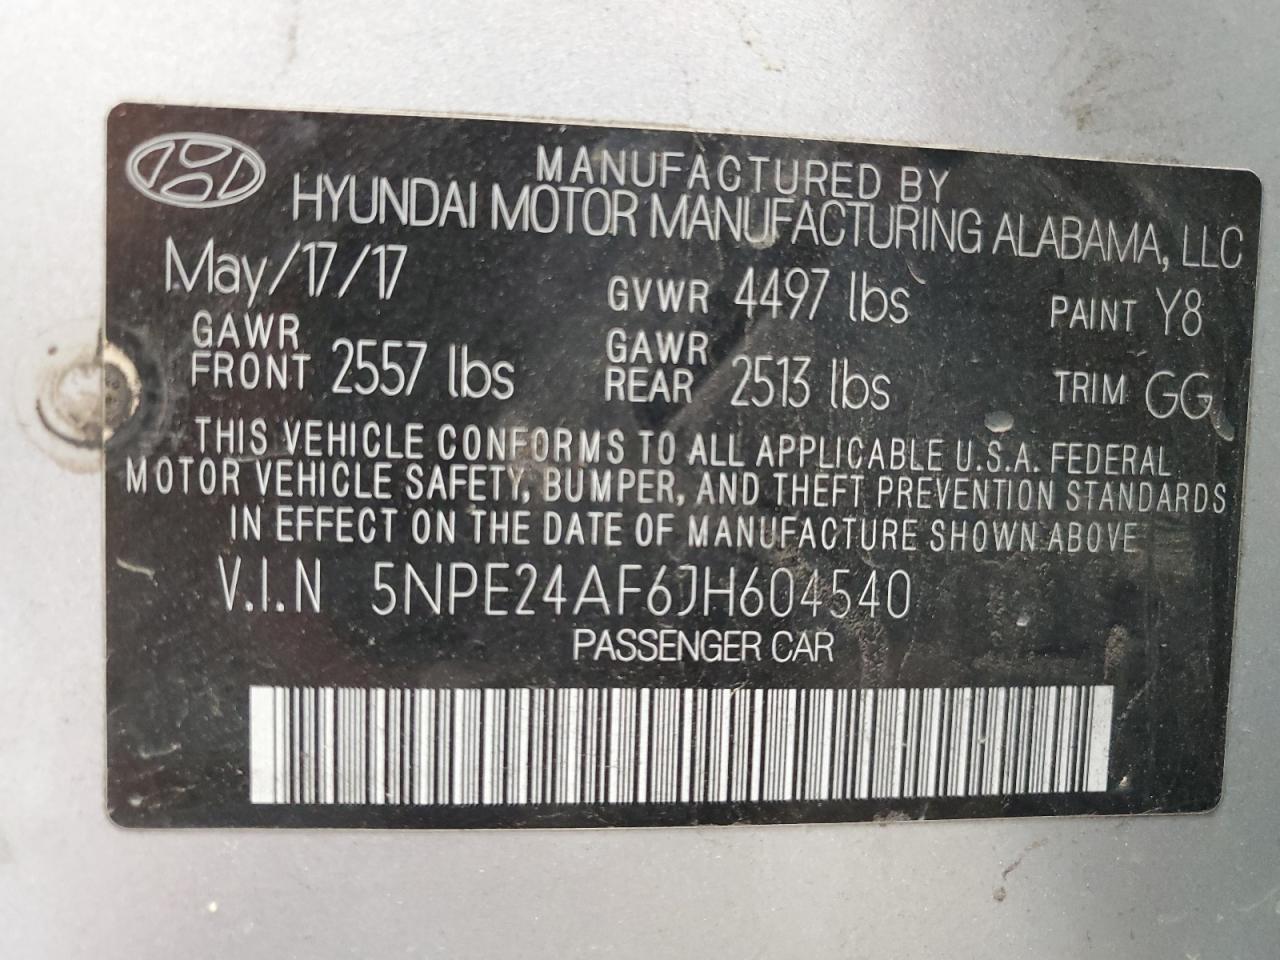 MANUFACTURED BY
HYUNDAI MOTOR MANUFACTURING ALABAMA, LLC
May/17/17 GVWR 4497 lbs PAINT Y8
GAWR FRONT 2557 lbs GAWR REAR 2513 lbs TRIM GG
THIS VEHICLE CONFORMS TO ALL APPLICABLE U.S.A. FEDERAL
MOTOR VEHICLE SAFETY, BUMPER, AND THEFT PREVENTION STANDARDS
IN EFFECT ON THE DATE OF MANUFACTURE SHOWN ABOVE
V.I.N 5NPE24AF6JH604540
PASSENGER CAR